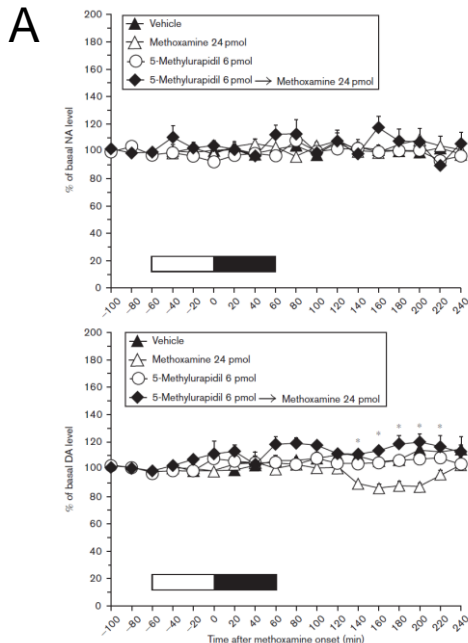 A
200
180
160
140
120
100
80
60
40
20
0
% of basal NA level
Vehicle
Methoxamine 24 pmol
5-Methylurapidil 6 pmol
5-Methylurapidil 6 pmol → Methoxamine 24 pmol
−100 −80 −60 −40 −20 0 20 40 60 80 100 120 140 160 180 200 220 240
200
180
160
140
120
100
80
60
40
20
0
% of basal DA level
Vehicle
Methoxamine 24 pmol
5-Methylurapidil 6 pmol
5-Methylurapidil 6 pmol → Methoxamine 24 pmol
* * * * *
−100 −80 −60 −40 −20 0 20 40 60 80 100 120 140 160 180 200 220 240
Time after methoxamine onset (min)